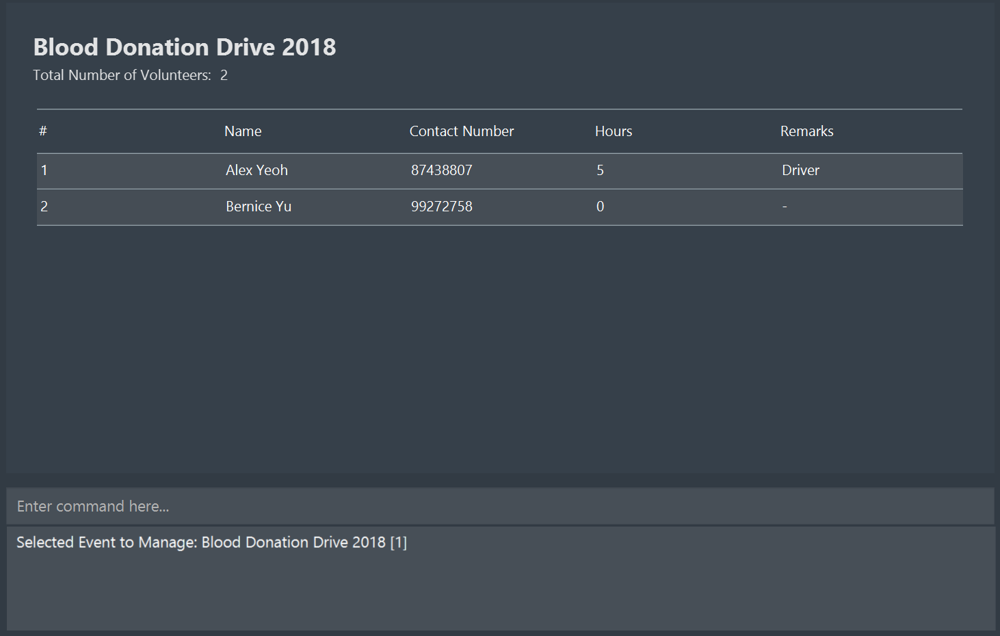 Blood Donation Drive 2018
Total Number of Volunteers: 2
# Name Contact Number Hours Remarks
1 Alex Yeoh 87438807 5 Driver
2 Bernice Yu 99272758 0 -
Enter command here...
Selected Event to Manage: Blood Donation Drive 2018 [1]